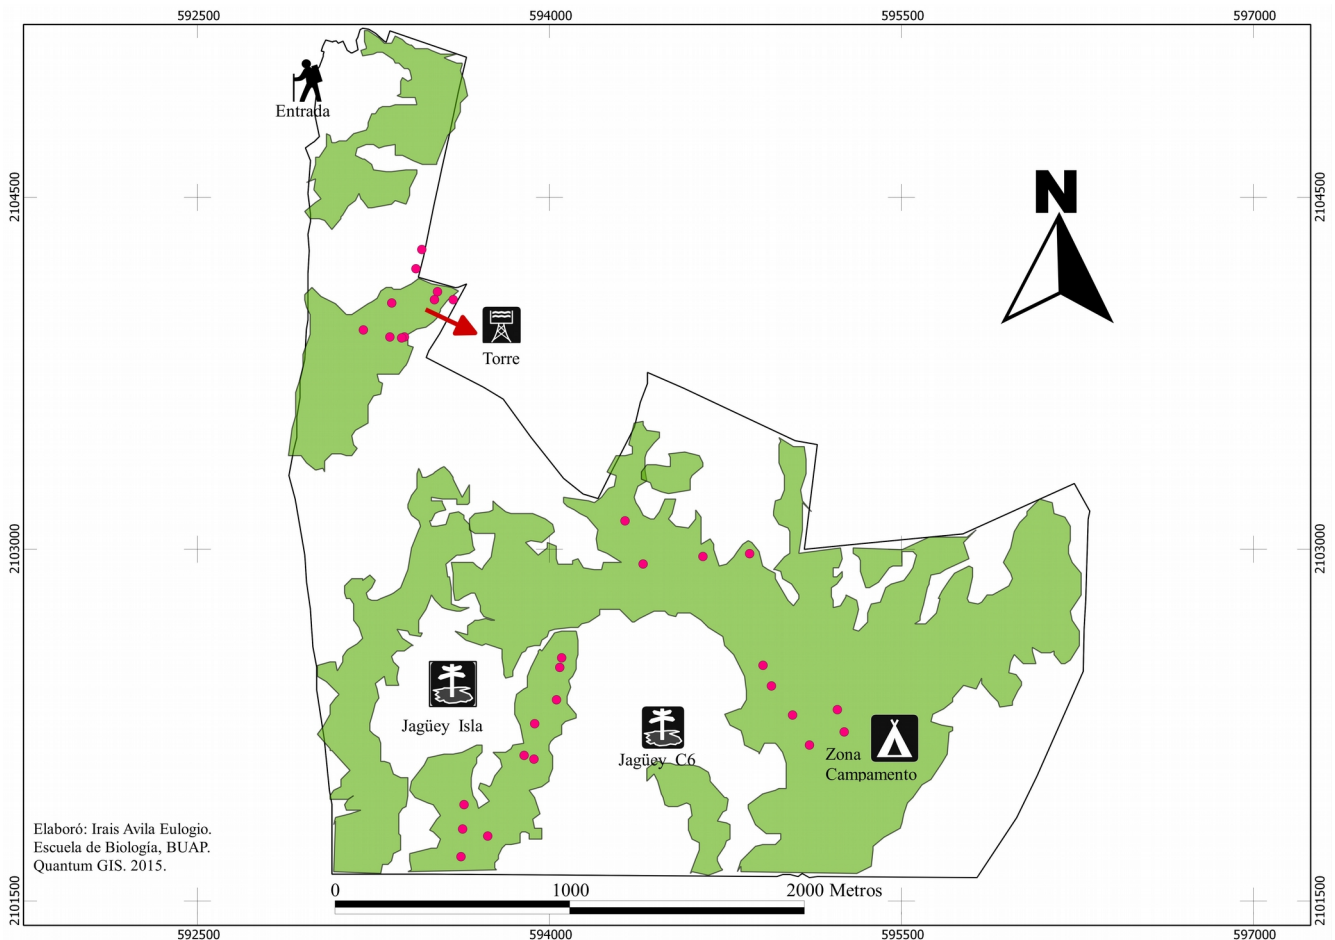 592500
594000
595500
597000
Entrada
N
2104500
2104500
Torre
2103000
2103000
Jagüey Isla
Jagüey C6
Zona
Campamento
Elaboró: Irais Avila Eulogio.
Escuela de Biología, BUAP.
Quantum GIS. 2015.
0 1000 2000 Metros
2101500
2101500
592500
594000
595500
597000